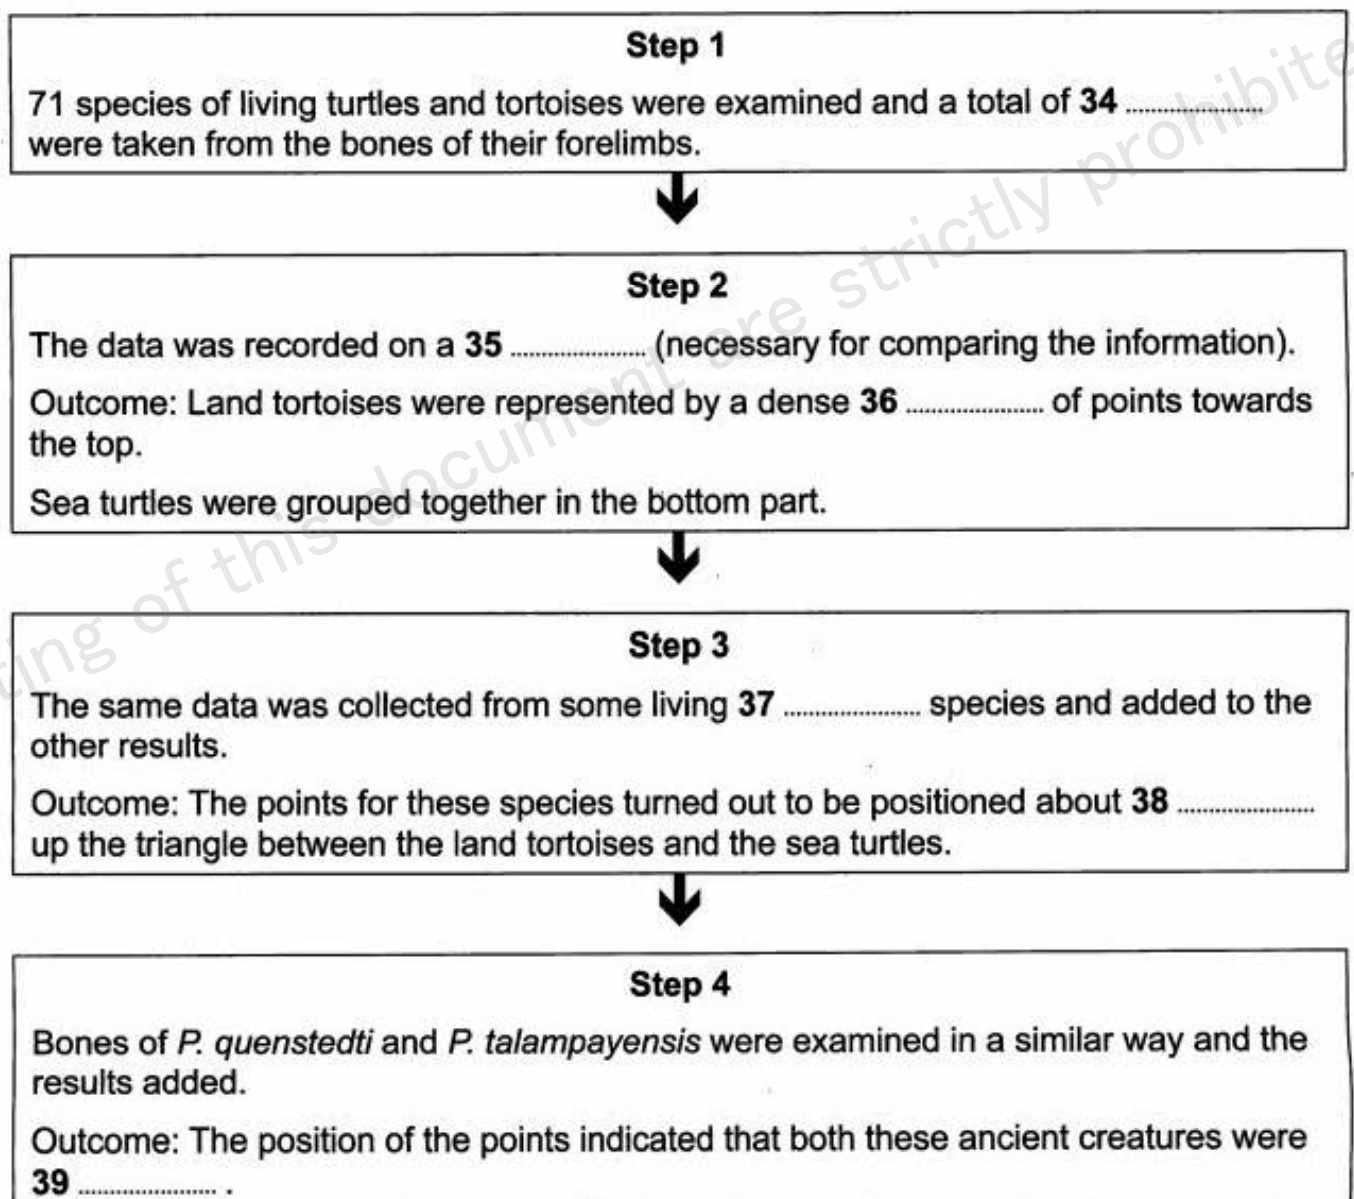 Step 1
71 species of living turtles and tortoises were examined and a total of 34 ......................
were taken from the bones of their forelimbs.
Step 2
The data was recorded on a 35 ...................... (necessary for comparing the information).
Outcome: Land tortoises were represented by a dense 36 ...................... of points towards
the top.
Sea turtles were grouped together in the bottom part.
Step 3
The same data was collected from some living 37 ...................... species and added to the
other results.
Outcome: The points for these species turned out to be positioned about 38 ......................
up the triangle between the land tortoises and the sea turtles.
Step 4
Bones of P. quenstedti and P. talampayensis were examined in a similar way and the
results added.
Outcome: The position of the points indicated that both these ancient creatures were
39 ...................... .
of this document are strictly